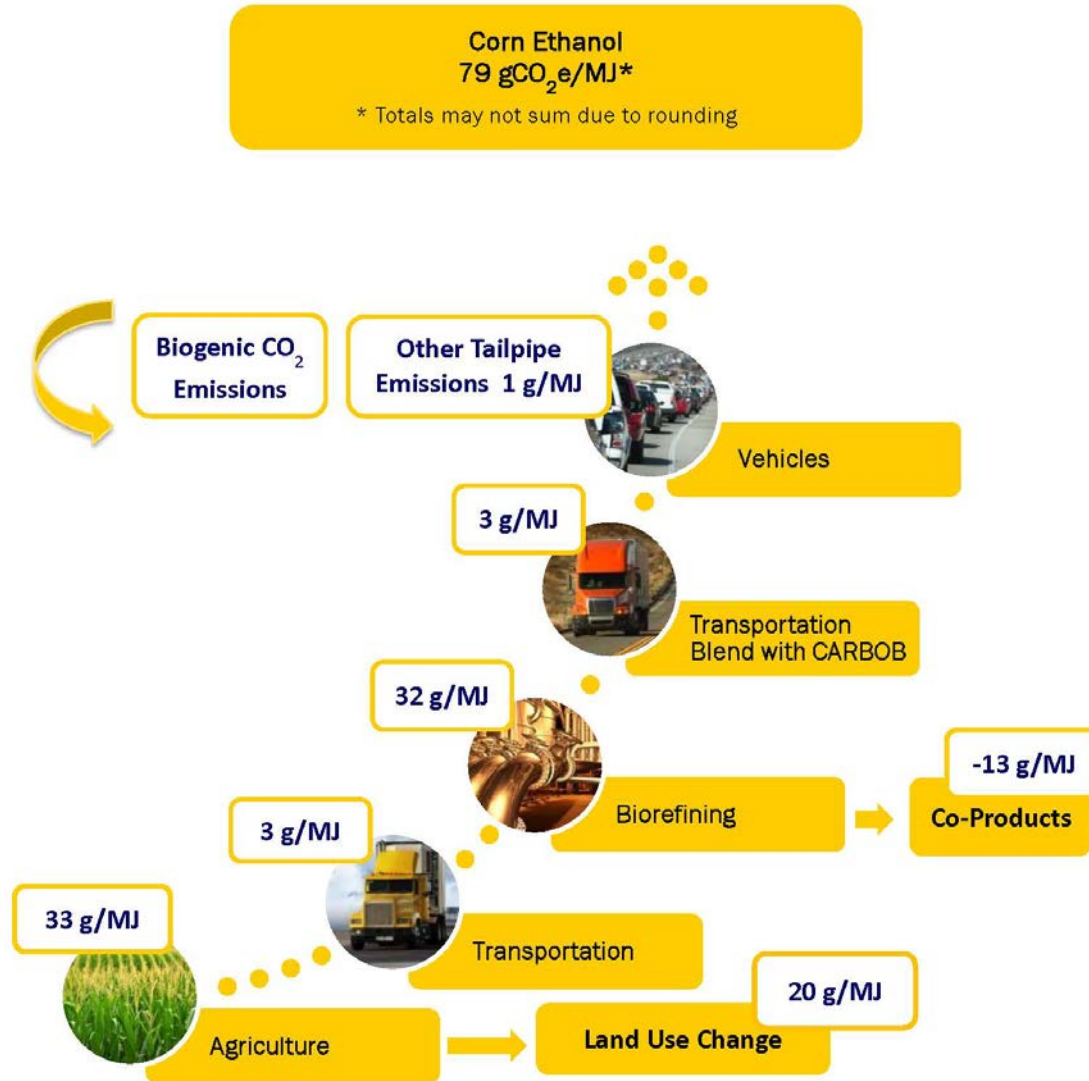 Corn Ethanol
79 gCO₂e/MJ*
* Totals may not sum due to rounding
Biogenic CO₂
Emissions
Other Tailpipe
Emissions 1 g/MJ
Vehicles
3 g/MJ
Transportation
Blend with CARBOB
32 g/MJ
Biorefining
-13 g/MJ
Co-Products
3 g/MJ
Transportation
33 g/MJ
Agriculture
20 g/MJ
Land Use Change